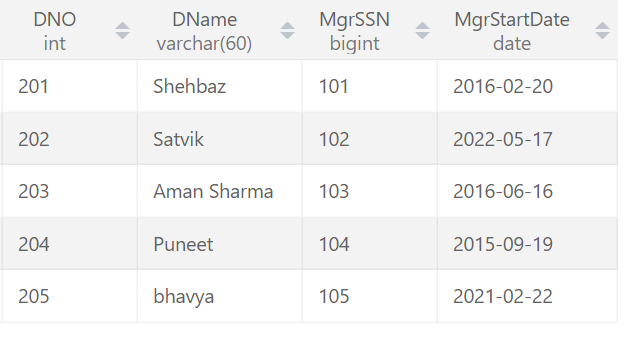 DNO DName MgrSSN MgrStartDate
int varchar(60) bigint date
201 Shehbaz 101 2016-02-20
202 Satvik 102 2022-05-17
203 Aman Sharma 103 2016-06-16
204 Puneet 104 2015-09-19
205 bhavya 105 2021-02-22